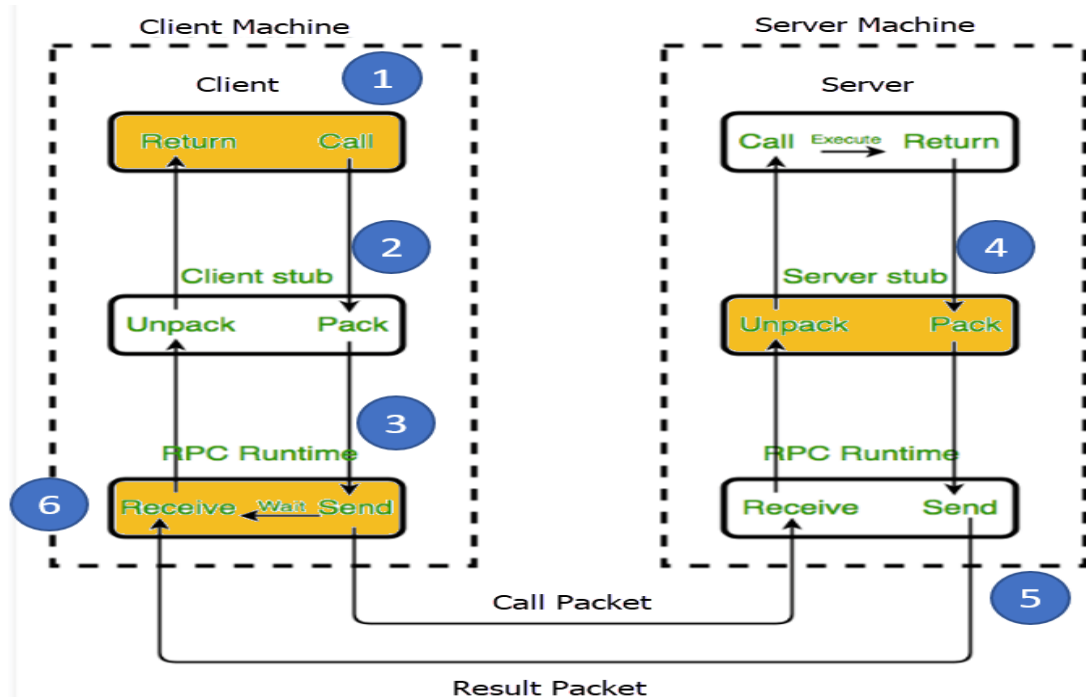 Client Machine
Server Machine
1
Client
Server
Return Call
Call Execute Return
2
4
Client stub
Server stub
Unpack Pack
Unpack Pack
3
RPC Runtime
RPC Runtime
6
Receive Wait Send
Receive Send
5
Call Packet
Result Packet